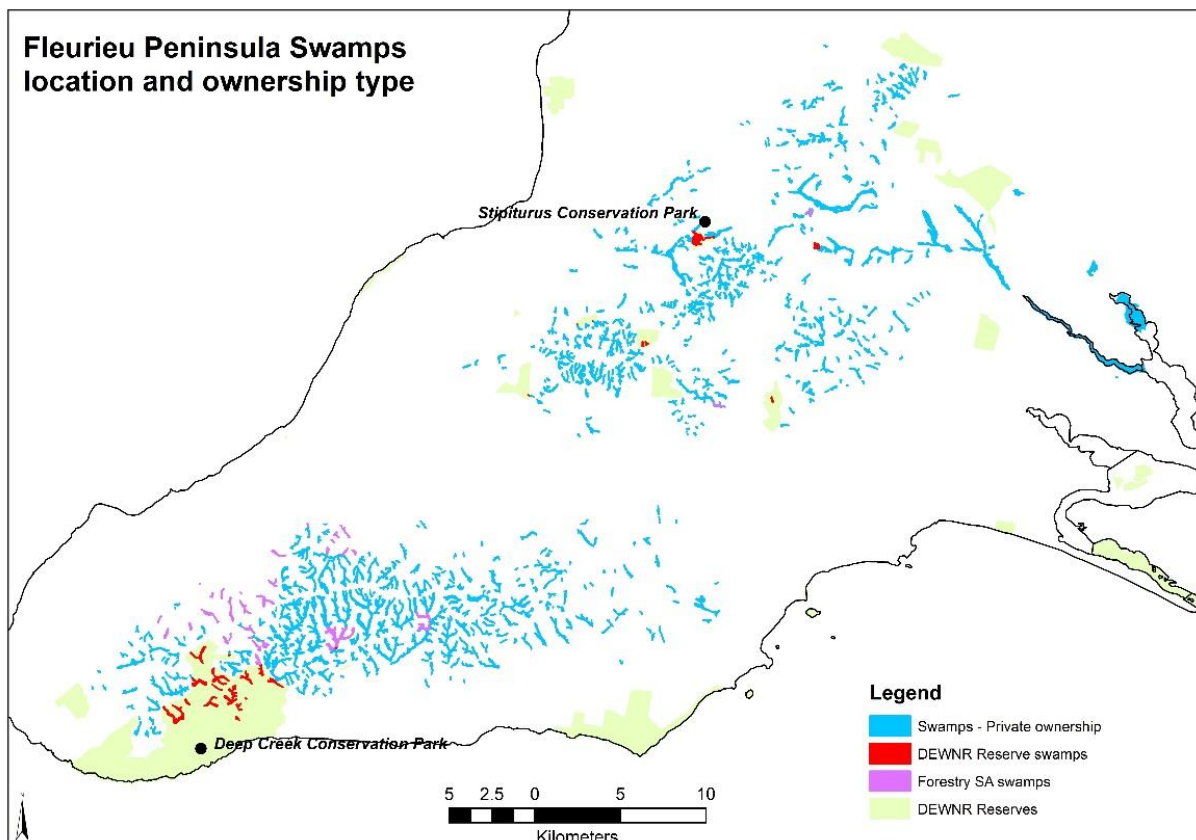 Fleurieu Peninsula Swamps
location and ownership type
Stipiturus Conservation Park
Deep Creek Conservation Park
Legend
Swamps - Private ownership
DEWNR Reserve swamps
Forestry SA swamps
DEWNR Reserves
5 2.5 0 5 10
Kilometers
N